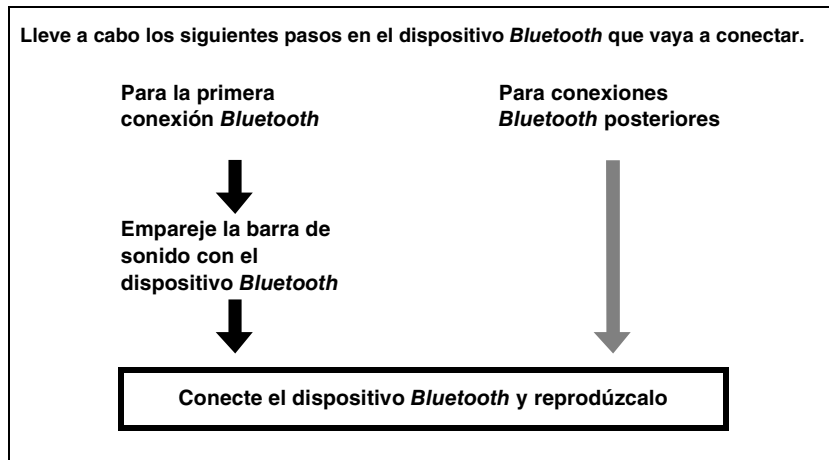 Lleve a cabo los siguientes pasos en el dispositivo Bluetooth que vaya a conectar.
Para la primera
conexión Bluetooth
Para conexiones
Bluetooth posteriores
Empareje la barra de
sonido con el
dispositivo Bluetooth
Conecte el dispositivo Bluetooth y reprodúzcalo